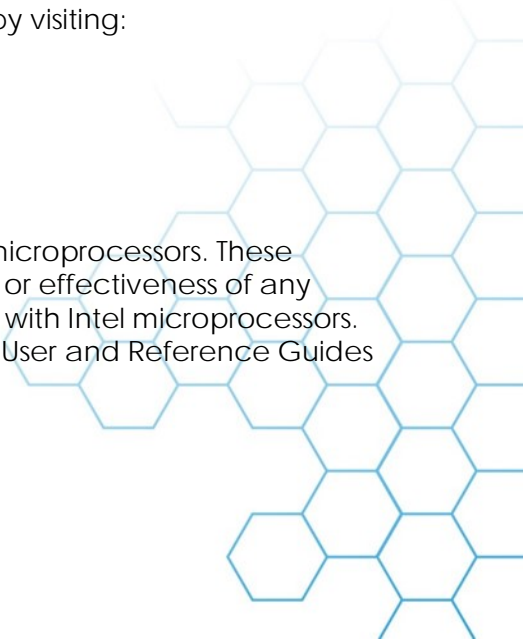 by visiting:
microprocessors. These
or effectiveness of any
with Intel microprocessors.
User and Reference Guides